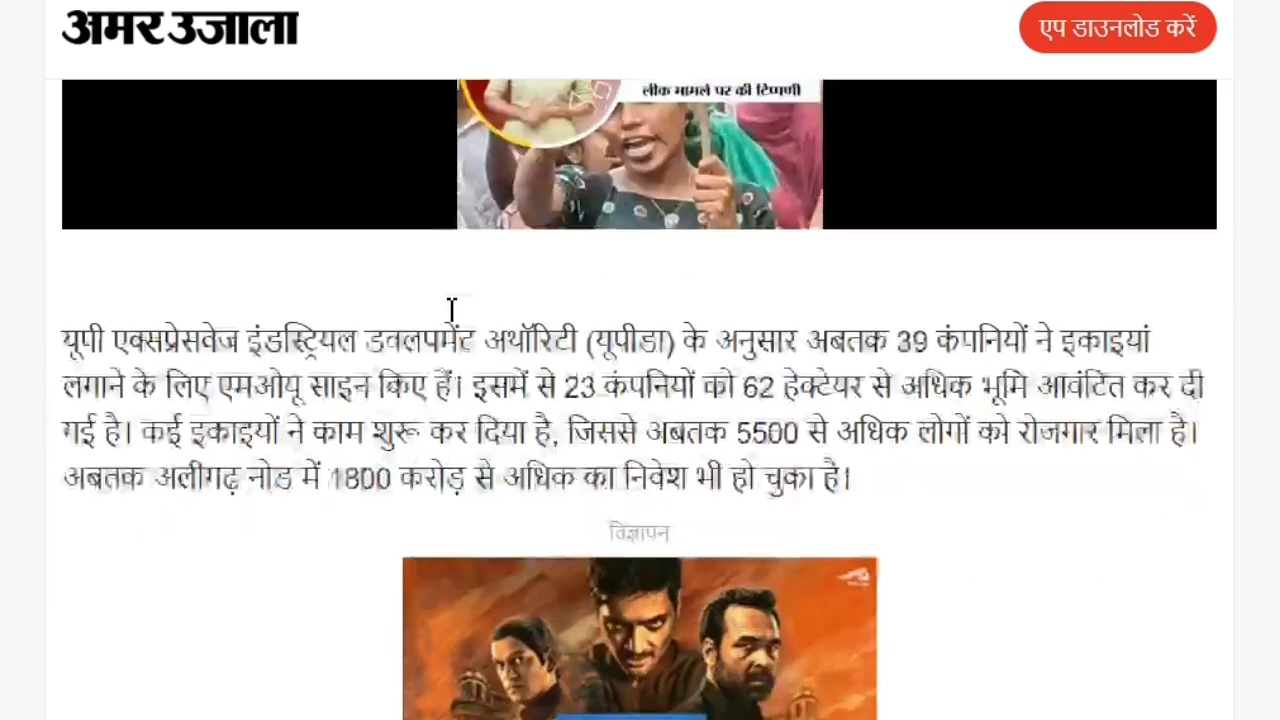 अमर उजाला
एप डाउनलोड करें
लीक मामले पर की टिप्पणी
यूपी एक्सप्रेसवेज इंडस्ट्रियल डवलपमेंट अथॉरिटी (यूपीडा) के अनुसार अबतक 39 कंपनियों ने इकाइयां
लगाने के लिए एमओयू साइन किए हैं। इसमें से 23 कंपनियों को 62 हेक्टेयर से अधिक भूमि आवंटित कर दी
गई है। कई इकाइयों ने काम शुरू कर दिया है, जिससे अबतक 5500 से अधिक लोगों को रोजगार मिला है।
अबतक अलीगढ़ नोड में 1800 करोड़ से अधिक का निवेश भी हो चुका है।
विज्ञापन